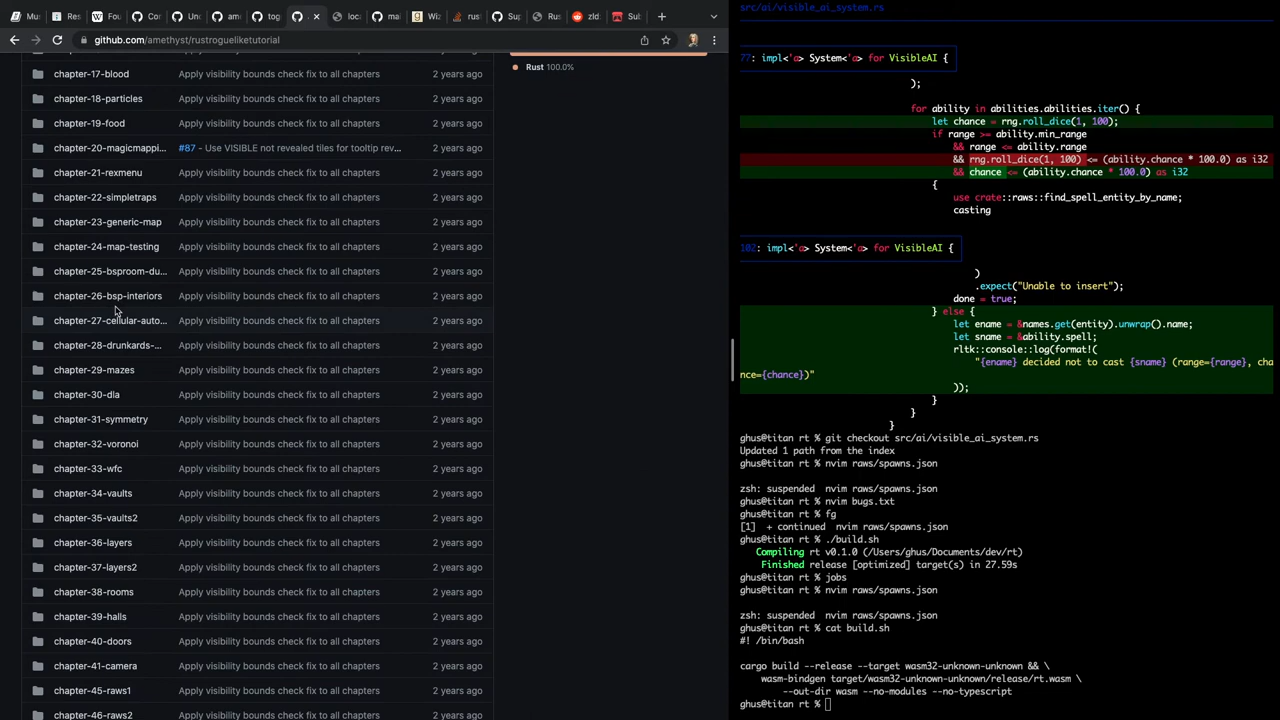 Mun
W
Fou
Cor
Un
am
tog
loca
mai
Wiz
rust
Sup
Rus
zld
Sub
github.com/amethyst/rustroguelike​tutorial
Rust 100.0%
chapter-17-blood Apply visibility bounds check fix to all chapters 2 years ago
chapter-18-particles Apply visibility bounds check fix to all chapters 2 years ago
chapter-19-food Apply visibility bounds check fix to all chapters 2 years ago
chapter-20-magicmappi... #87 - Use VISIBLE not revealed tiles for tooltip rev... 2 years ago
chapter-21-rexmenu Apply visibility bounds check fix to all chapters 2 years ago
chapter-22-simpletraps Apply visibility bounds check fix to all chapters 2 years ago
chapter-23-generic-map Apply visibility bounds check fix to all chapters 2 years ago
chapter-24-map-testing Apply visibility bounds check fix to all chapters 2 years ago
chapter-25-bsproom-du... Apply visibility bounds check fix to all chapters 2 years ago
chapter-26-bsp-interiors Apply visibility bounds check fix to all chapters 2 years ago
chapter-27-cellular-auto... Apply visibility bounds check fix to all chapters 2 years ago
chapter-28-drunkards-... Apply visibility bounds check fix to all chapters 2 years ago
chapter-29-mazes Apply visibility bounds check fix to all chapters 2 years ago
chapter-30-dla Apply visibility bounds check fix to all chapters 2 years ago
chapter-31-symmetry Apply visibility bounds check fix to all chapters 2 years ago
chapter-32-voronoi Apply visibility bounds check fix to all chapters 2 years ago
chapter-33-wfc Apply visibility bounds check fix to all chapters 2 years ago
chapter-34-vaults Apply visibility bounds check fix to all chapters 2 years ago
chapter-35-vaults2 Apply visibility bounds check fix to all chapters 2 years ago
chapter-36-layers Apply visibility bounds check fix to all chapters 2 years ago
chapter-37-layers2 Apply visibility bounds check fix to all chapters 2 years ago
chapter-38-rooms Apply visibility bounds check fix to all chapters 2 years ago
chapter-39-halls Apply visibility bounds check fix to all chapters 2 years ago
chapter-40-doors Apply visibility bounds check fix to all chapters 2 years ago
chapter-41-camera Apply visibility bounds check fix to all chapters 2 years ago
chapter-45-raws1 Apply visibility bounds check fix to all chapters 2 years ago
chapter-46-raws2 Apply visibility bounds check fix to all chapters 2 years ago
src/ai/visible_ai_system.rs
77: impl<'a> System<'a> for VisibleAI {
);
for ability in abilities.abilities.iter() {
let chance = rng.roll_dice(1, 100);
if range >= ability.min_range
&& range <= ability.range
&& rng.roll_dice(1, 100) <= (ability.chance * 100.0) as i32
&& chance <= (ability.chance * 100.0) as i32
{
use crate::raws::find_spell_entity_by_name;
casting
102: impl<'a> System<'a> for VisibleAI {
)
.expect("Unable to insert");
done = true;
} else {
let ename = &names.get(entity).unwrap().name;
let sname = &ability.spell;
rltk::console::log(format!(
"{ename} decided not to cast {sname} (range={range}, cha
nce={chance})"
));
}
}
}
ghus@titan rt % git checkout src/ai/visible_ai_system.rs
Updated 1 path from the index
ghus@titan rt % nvim raws/spawns.json
zsh: suspended  nvim raws/spawns.json
ghus@titan rt % nvim bugs.txt
ghus@titan rt % fg
[1]  + continued  nvim raws/spawns.json
ghus@titan rt % ./build.sh
Compiling rt v0.1.0 (/Users/ghus/Documents/dev/rt)
Finished release [optimized] target(s) in 27.59s
ghus@titan rt % jobs
ghus@titan rt % nvim raws/spawns.json
zsh: suspended  nvim raws/spawns.json
ghus@titan rt % cat build.sh
#! /bin/bash
cargo build --release --target wasm32-unknown-unknown && \
wasm-bindgen target/wasm32-unknown-unknown/release/rt.wasm \
--out-dir wasm --no-modules --no-typescript
ghus@titan rt %